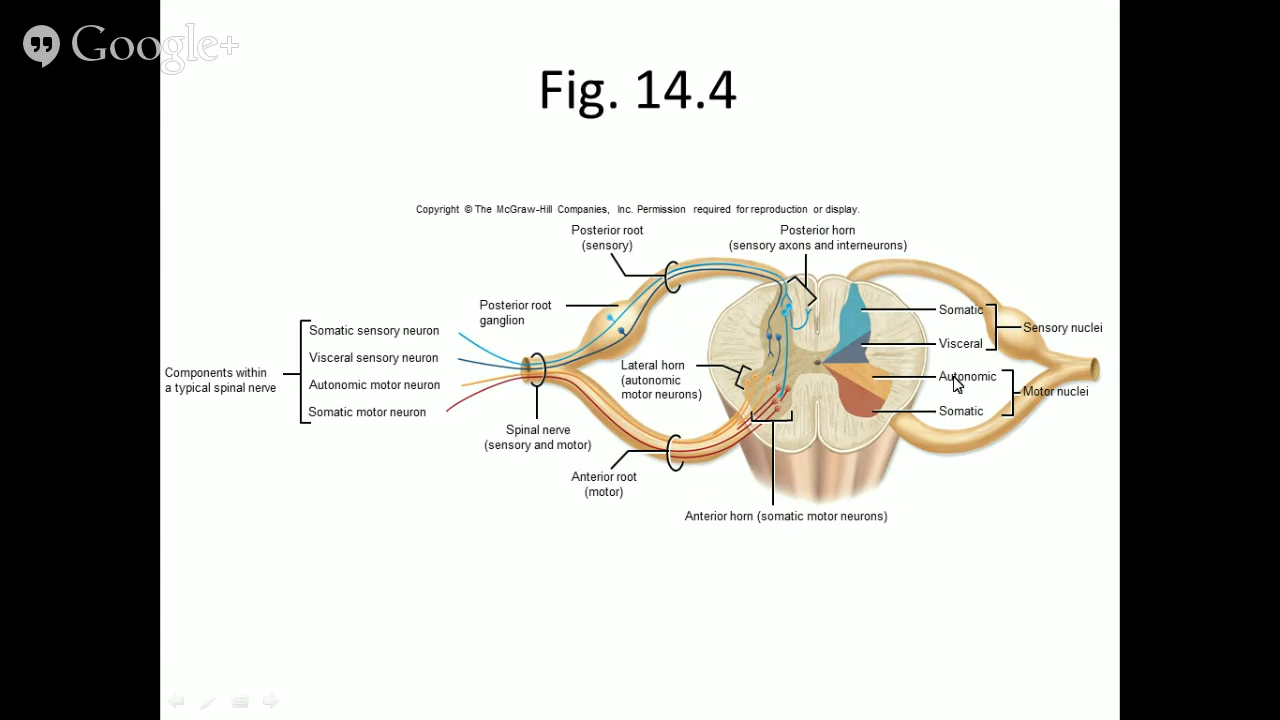 Google+
Fig. 14.4
Copyright © The McGraw-Hill Companies, Inc. Permission required for reproduction or display.
Posterior root
(sensory)
Posterior horn
(sensory axons and interneurons)
Posterior root
ganglion
Somatic sensory neuron
Visceral sensory neuron
Autonomic motor neuron
Somatic motor neuron
Components within
a typical spinal nerve
Lateral horn
(autonomic
motor neurons)
Spinal nerve
(sensory and motor)
Anterior root
(motor)
Anterior horn (somatic motor neurons)
Somatic
Visceral
Sensory nuclei
Autonomic
Somatic
Motor nuclei